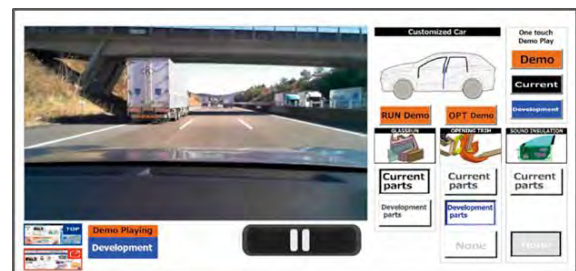 Customized Car
One touch
Demo Play
Demo
Current
Development
RUN Demo
OPT Demo
GLASSRUN
OPENING TRIM
SOUND INSULATION
Current
parts
Current
parts
Current
parts
Development
parts
Development
parts
None
TOP
Demo Playing
Development